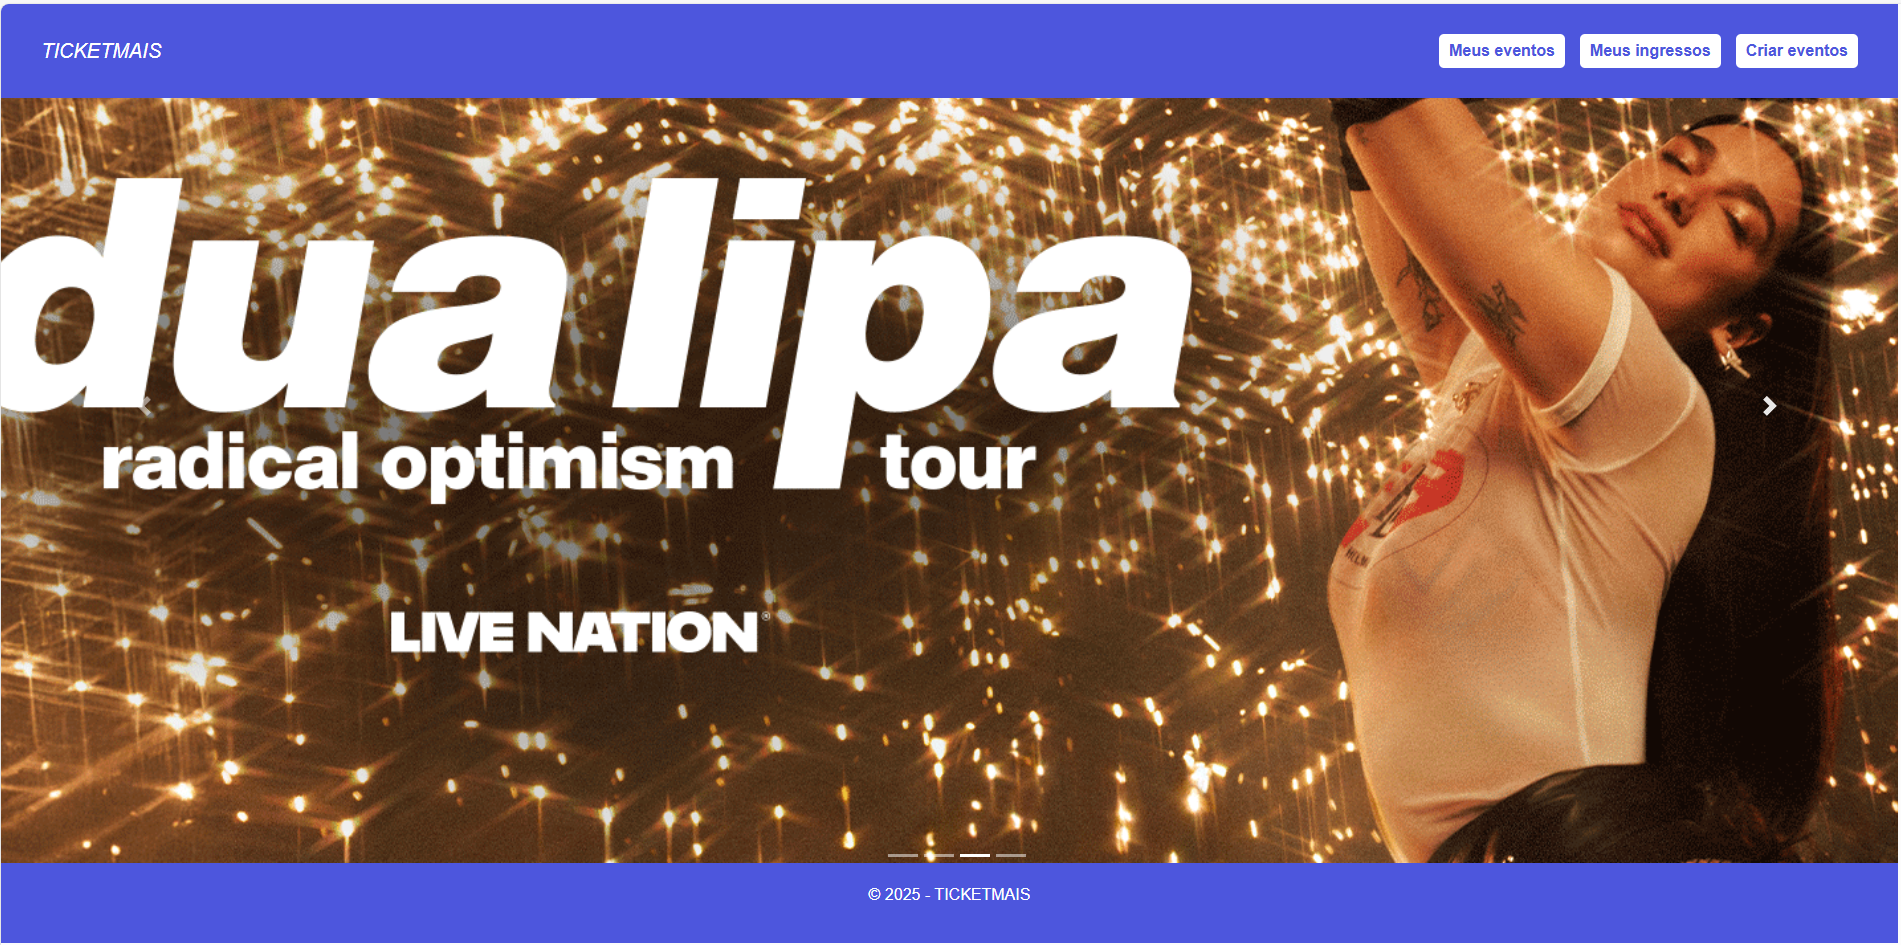 TICKETMAIS
Meus eventos
Meus ingressos
Criar eventos
dua lipa
radical optimism tour
LIVE NATION®
© 2025 - TICKETMAIS